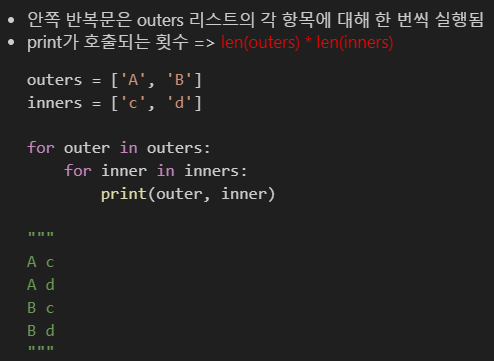 • 안쪽 반복문은 outers 리스트의 각 항목에 대해 한 번씩 실행됨
• print가 호출되는 횟수 => len(outers) * len(inners)
outers = ['A', 'B']
inners = ['c', 'd']

for outer in outers:
    for inner in inners:
        print(outer, inner)

"""
A c
A d
B c
B d
"""